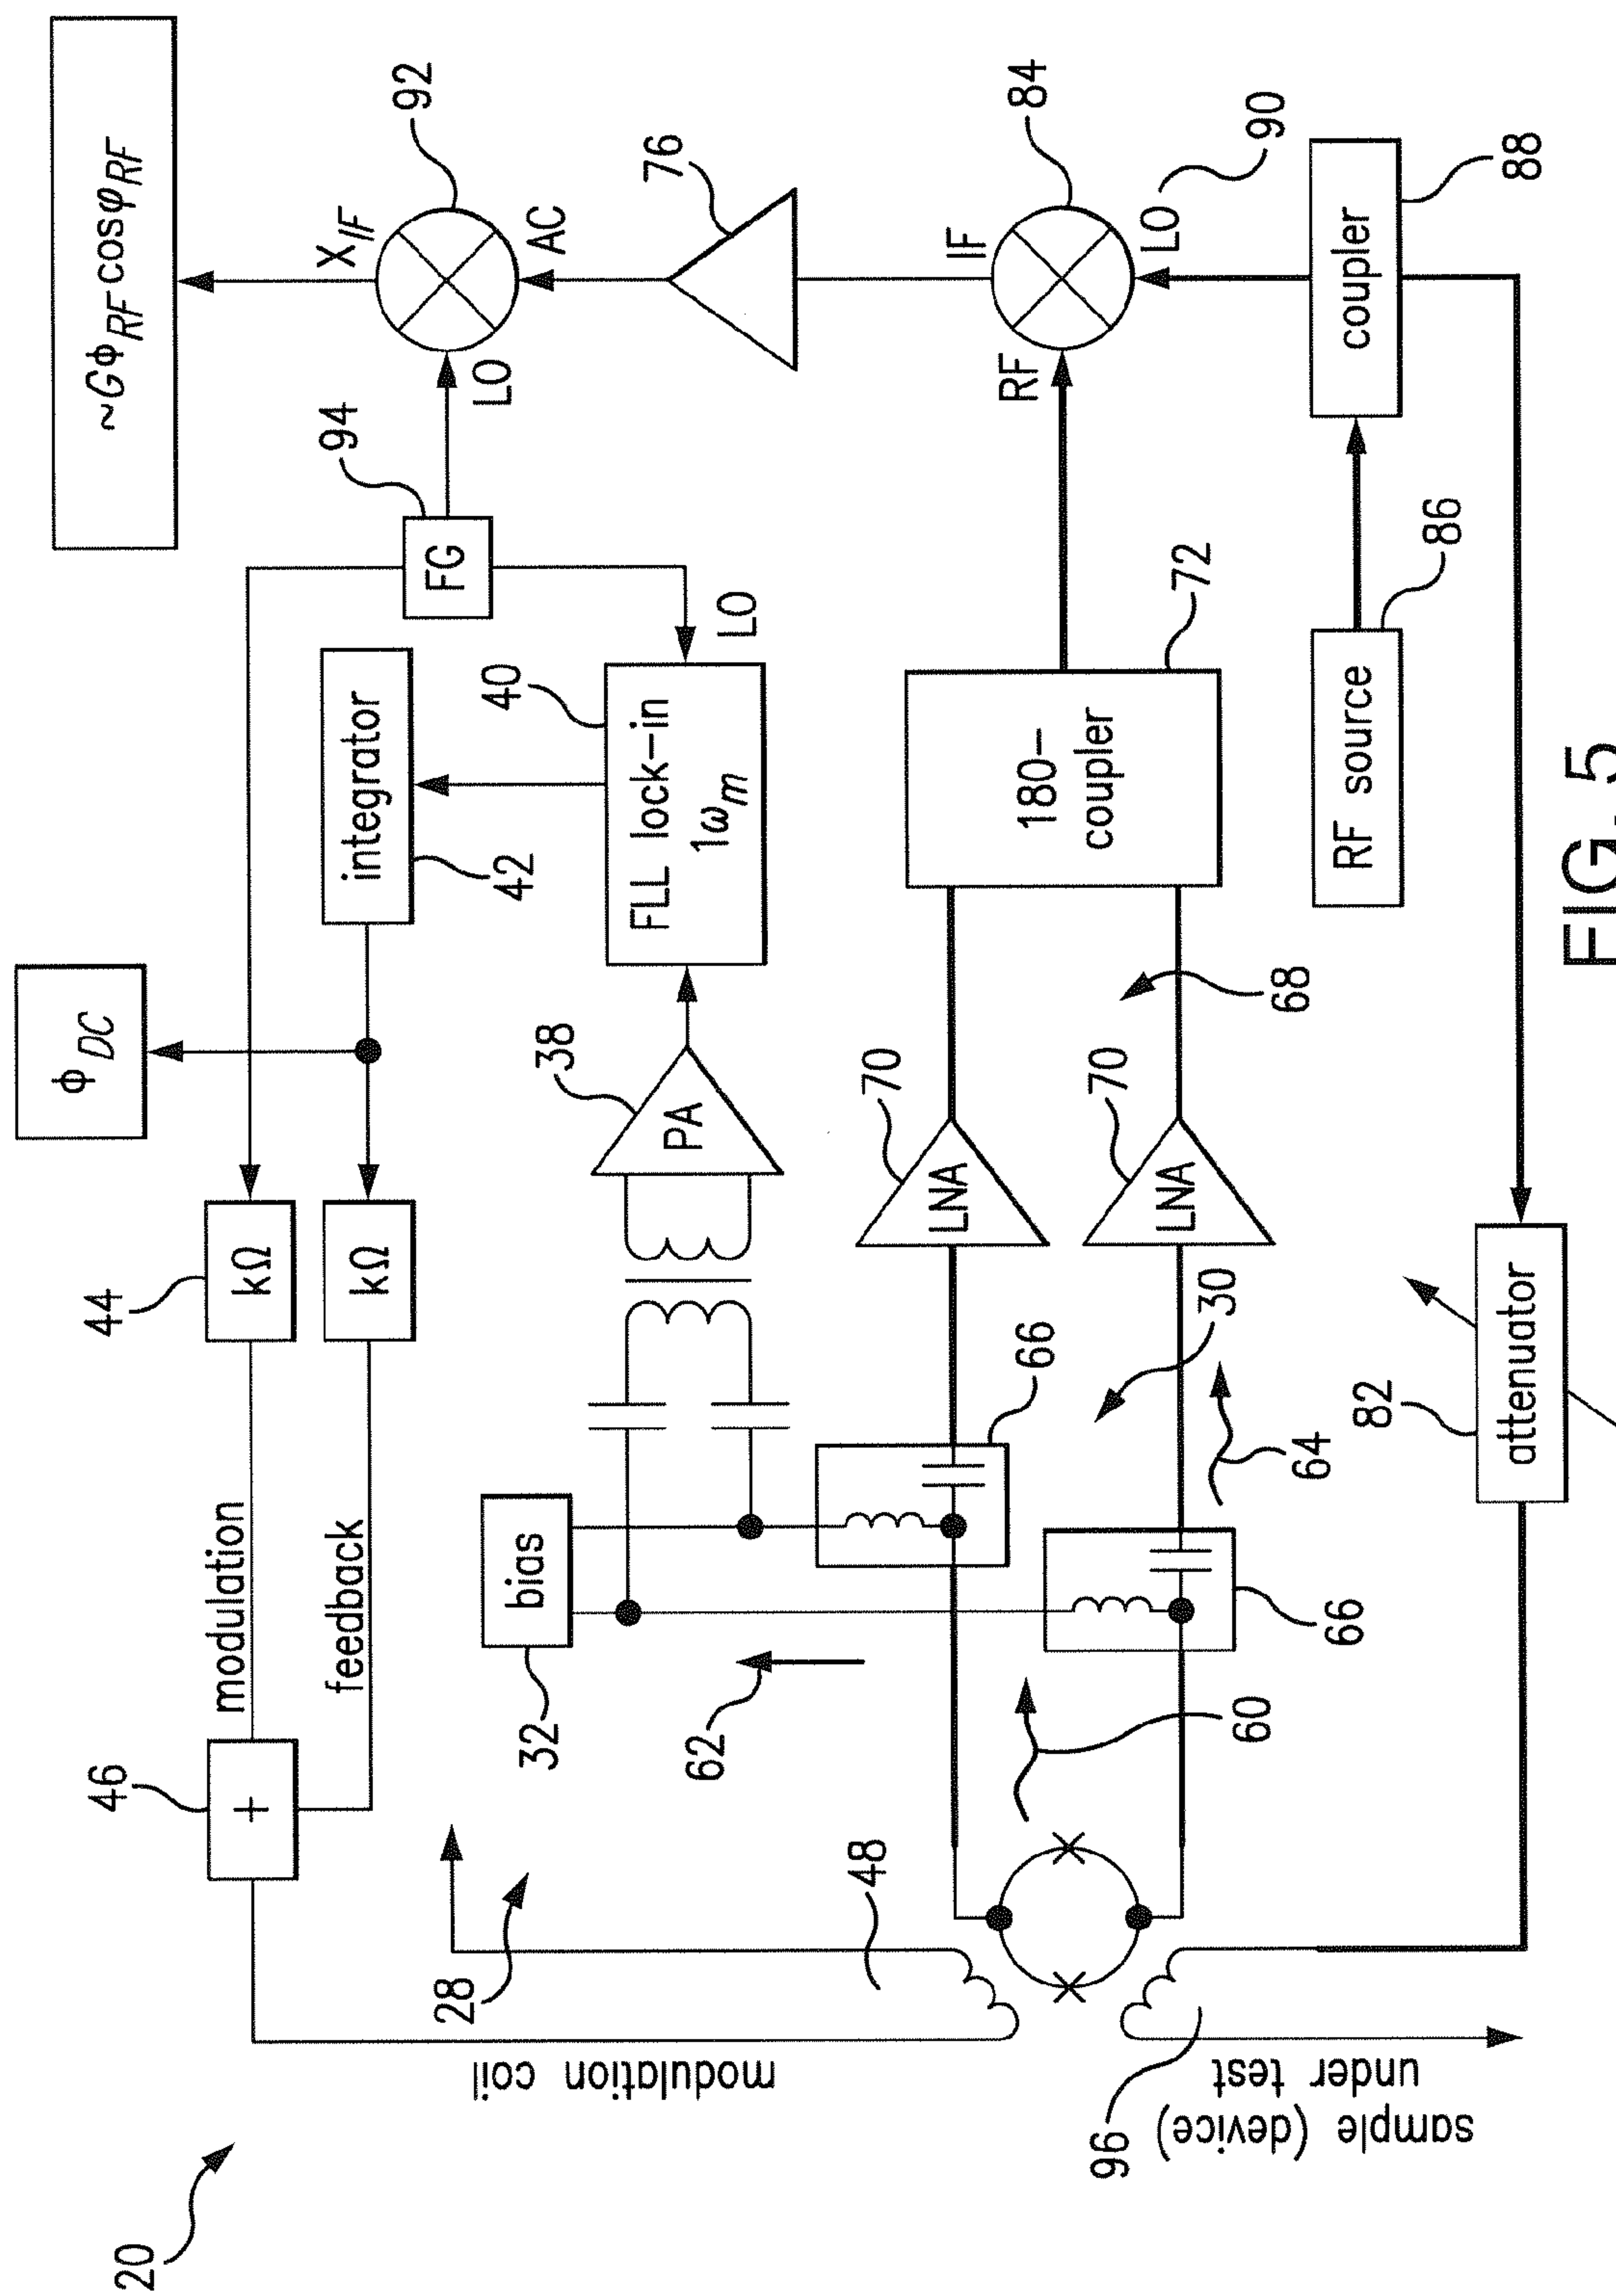 20
46
+
modulation
feedback
44
kΩ
kΩ
ϕDC
integrator
42
FG
94
LO
92
XIF
~GϕRF cosφRF
AC
76
FLL lock-in
1ωm
40
LO
38
PA
bias
32
62
28
48
modulation coil
66
66
60
30
64
70
LNA
70
LNA
68
180-
coupler
72
RF
IF
84
LO
90
coupler
88
RF source
86
82
attenuator
96
sample (device)
under test
FIG. 5